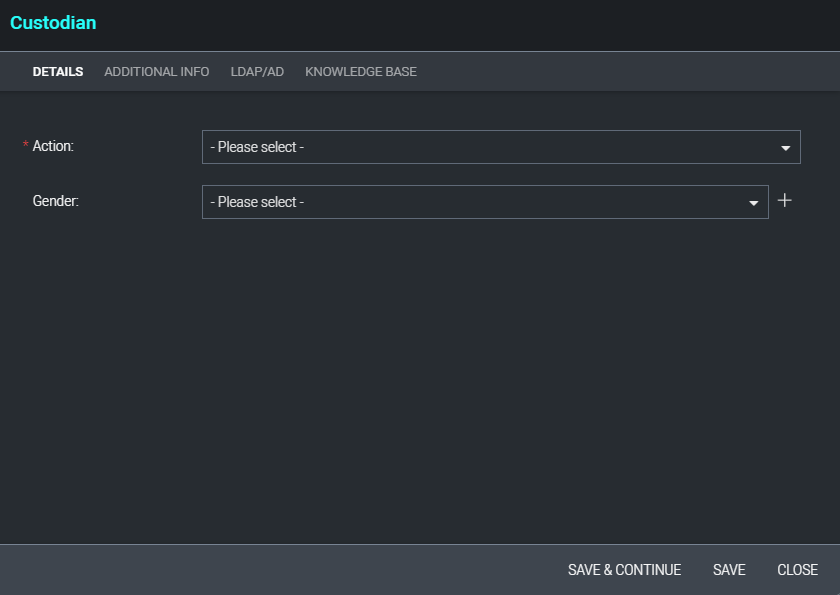 Custodian
DETAILS ADDITIONAL INFO LDAP/AD KNOWLEDGE BASE
* Action: - Please select -
Gender: - Please select -
SAVE & CONTINUE SAVE CLOSE